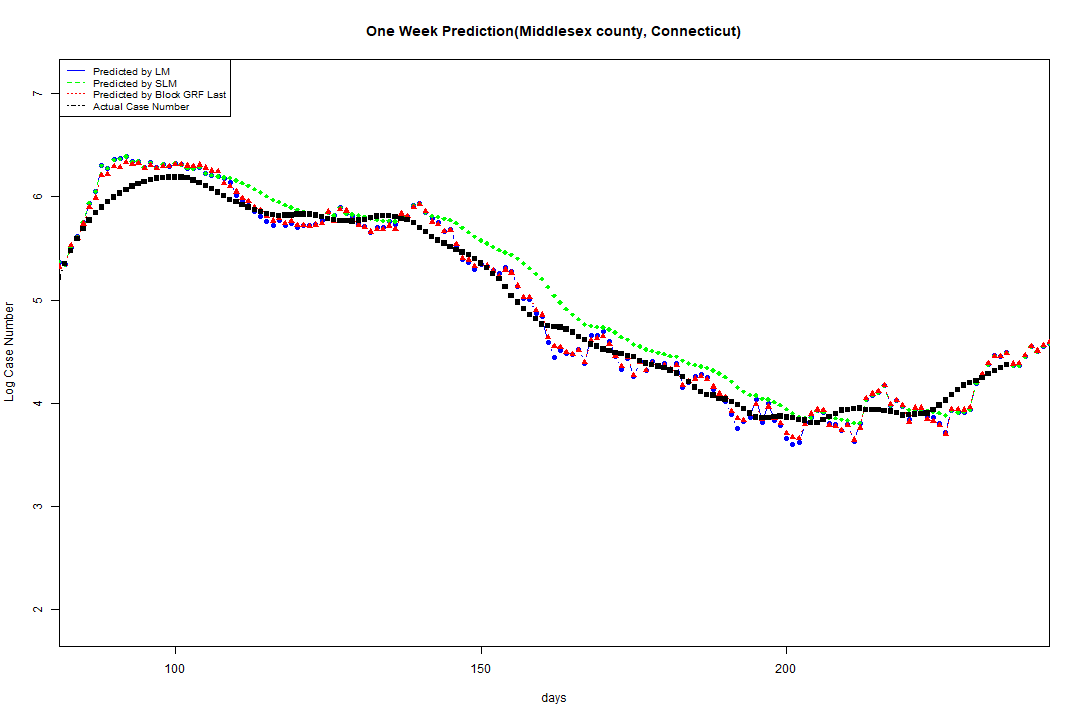 One Week Prediction(Middlesex county, Connecticut)
Predicted by LM
Predicted by SLM
Predicted by Block GRF Last
Actual Case Number
7
6
5
4
3
2
Log Case Number
100
150
200
days